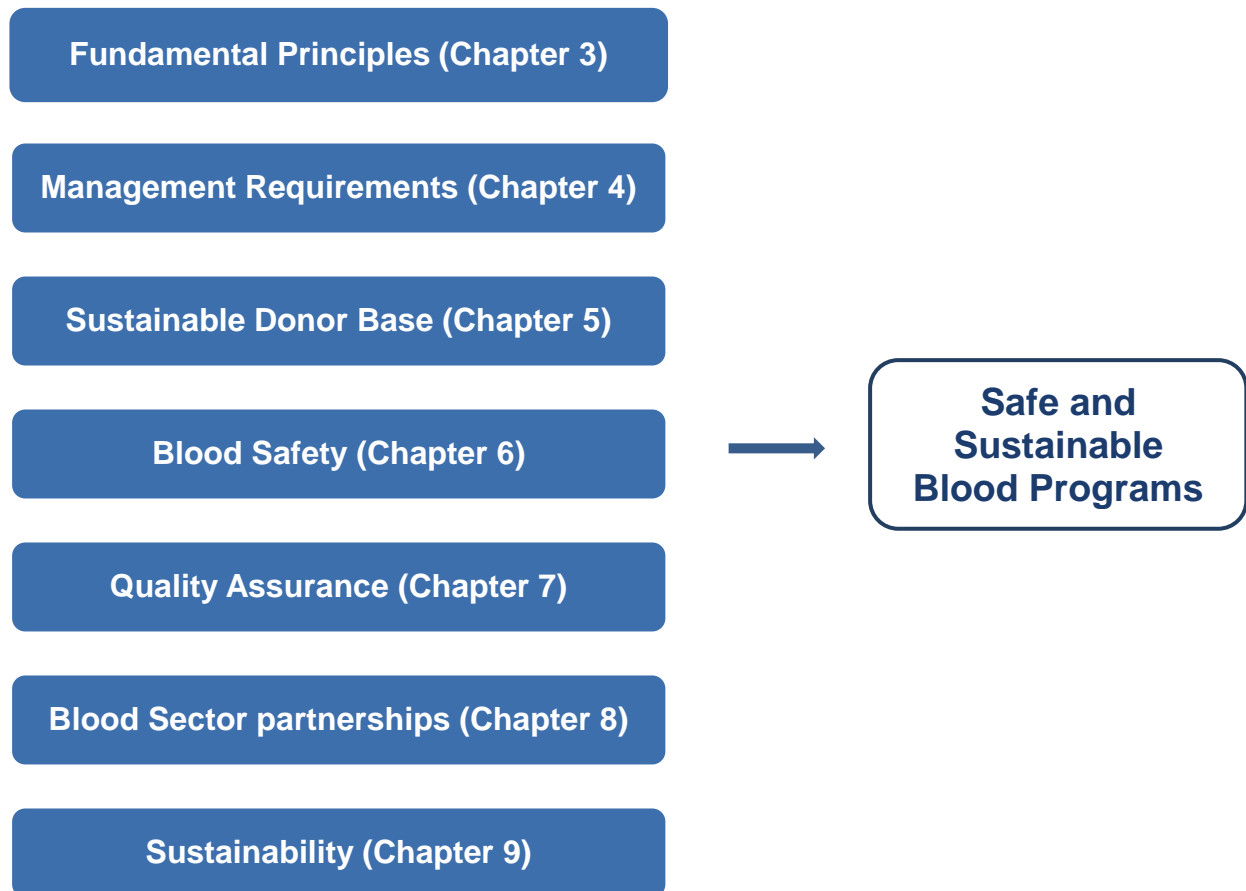 Fundamental Principles (Chapter 3)
Management Requirements (Chapter 4)
Sustainable Donor Base (Chapter 5)
Blood Safety (Chapter 6)
Quality Assurance (Chapter 7)
Blood Sector partnerships (Chapter 8)
Sustainability (Chapter 9)
Safe and
Sustainable
Blood Programs